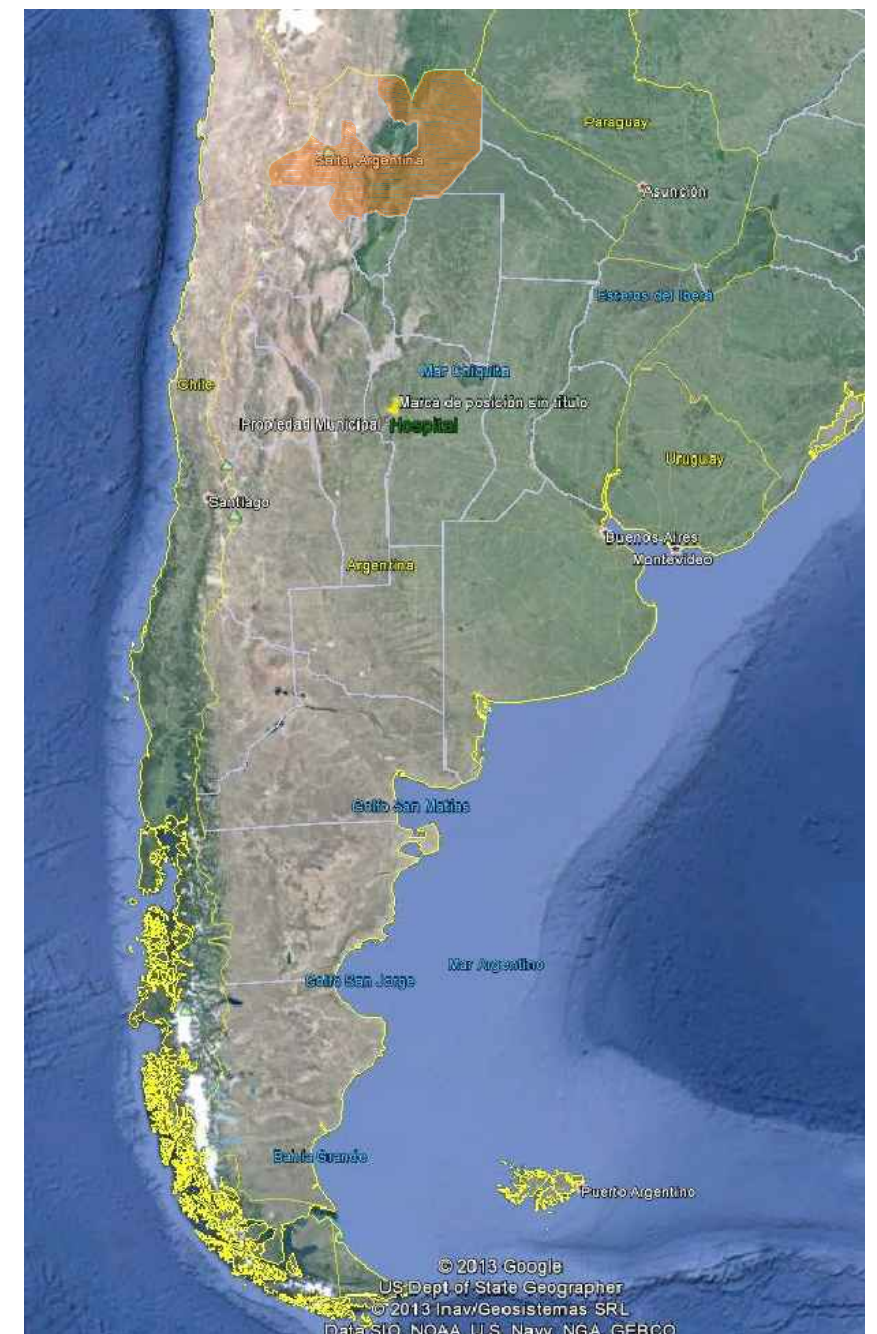 Paraguay
Salta, Argentina
Asunción
Esteros del Iberá
Mar Chiquita
Chile
Marca de posición sin título
Propiedad Municipal
Hospital
Uruguay
Santiago
Buenos Aires
Montevideo
Argentina
Golfo San Matías
Mar Argentino
Golfo San Jorge
Bahía Grande
Puerto Argentino
© 2013 Google
US Dept of State Geographer
© 2013 Inav/Geosistemas SRL
Data SIO, NOAA, U.S. Navy, NGA, GEBCO